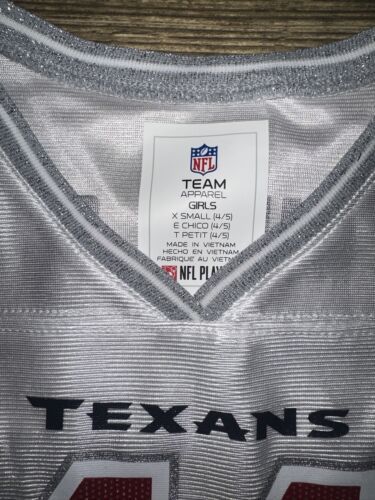 NFL
TEAM
APPAREL
GIRLS
X SMALL (4/5)
E CHICO (4/5)
T PETIT (4/5)
MADE IN VIETNAM
HECHO EN VIETNAM
FABRIQUÉ AU VIETNAM
NFL PLAY
TEXANS